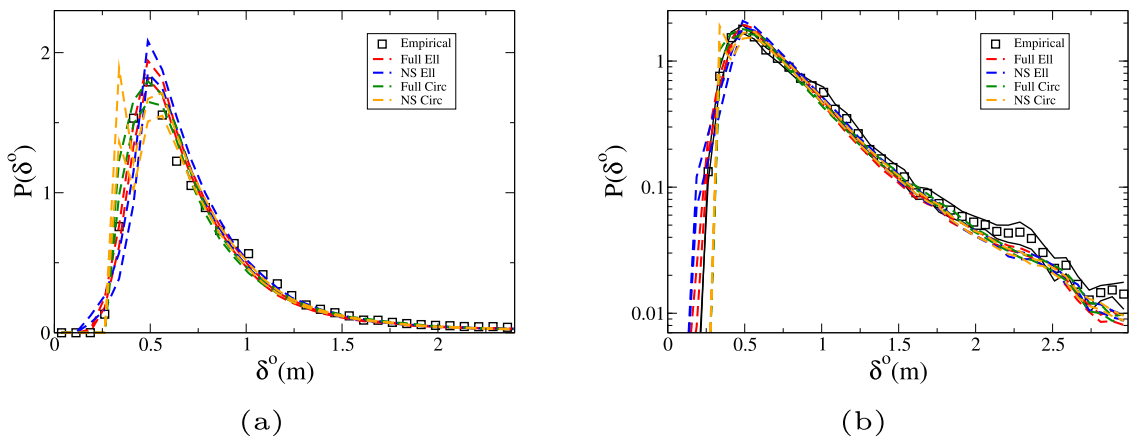 2
1
0
P(δ^o)
0 0.5 1 1.5 2
δ^o(m)
Empirical
Full Ell
NS Ell
Full Circ
NS Circ
(a)
1
0.1
0.01
P(δ^o)
0 0.5 1 1.5 2 2.5
δ^o(m)
Empirical
Full Ell
NS Ell
Full Circ
NS Circ
(b)